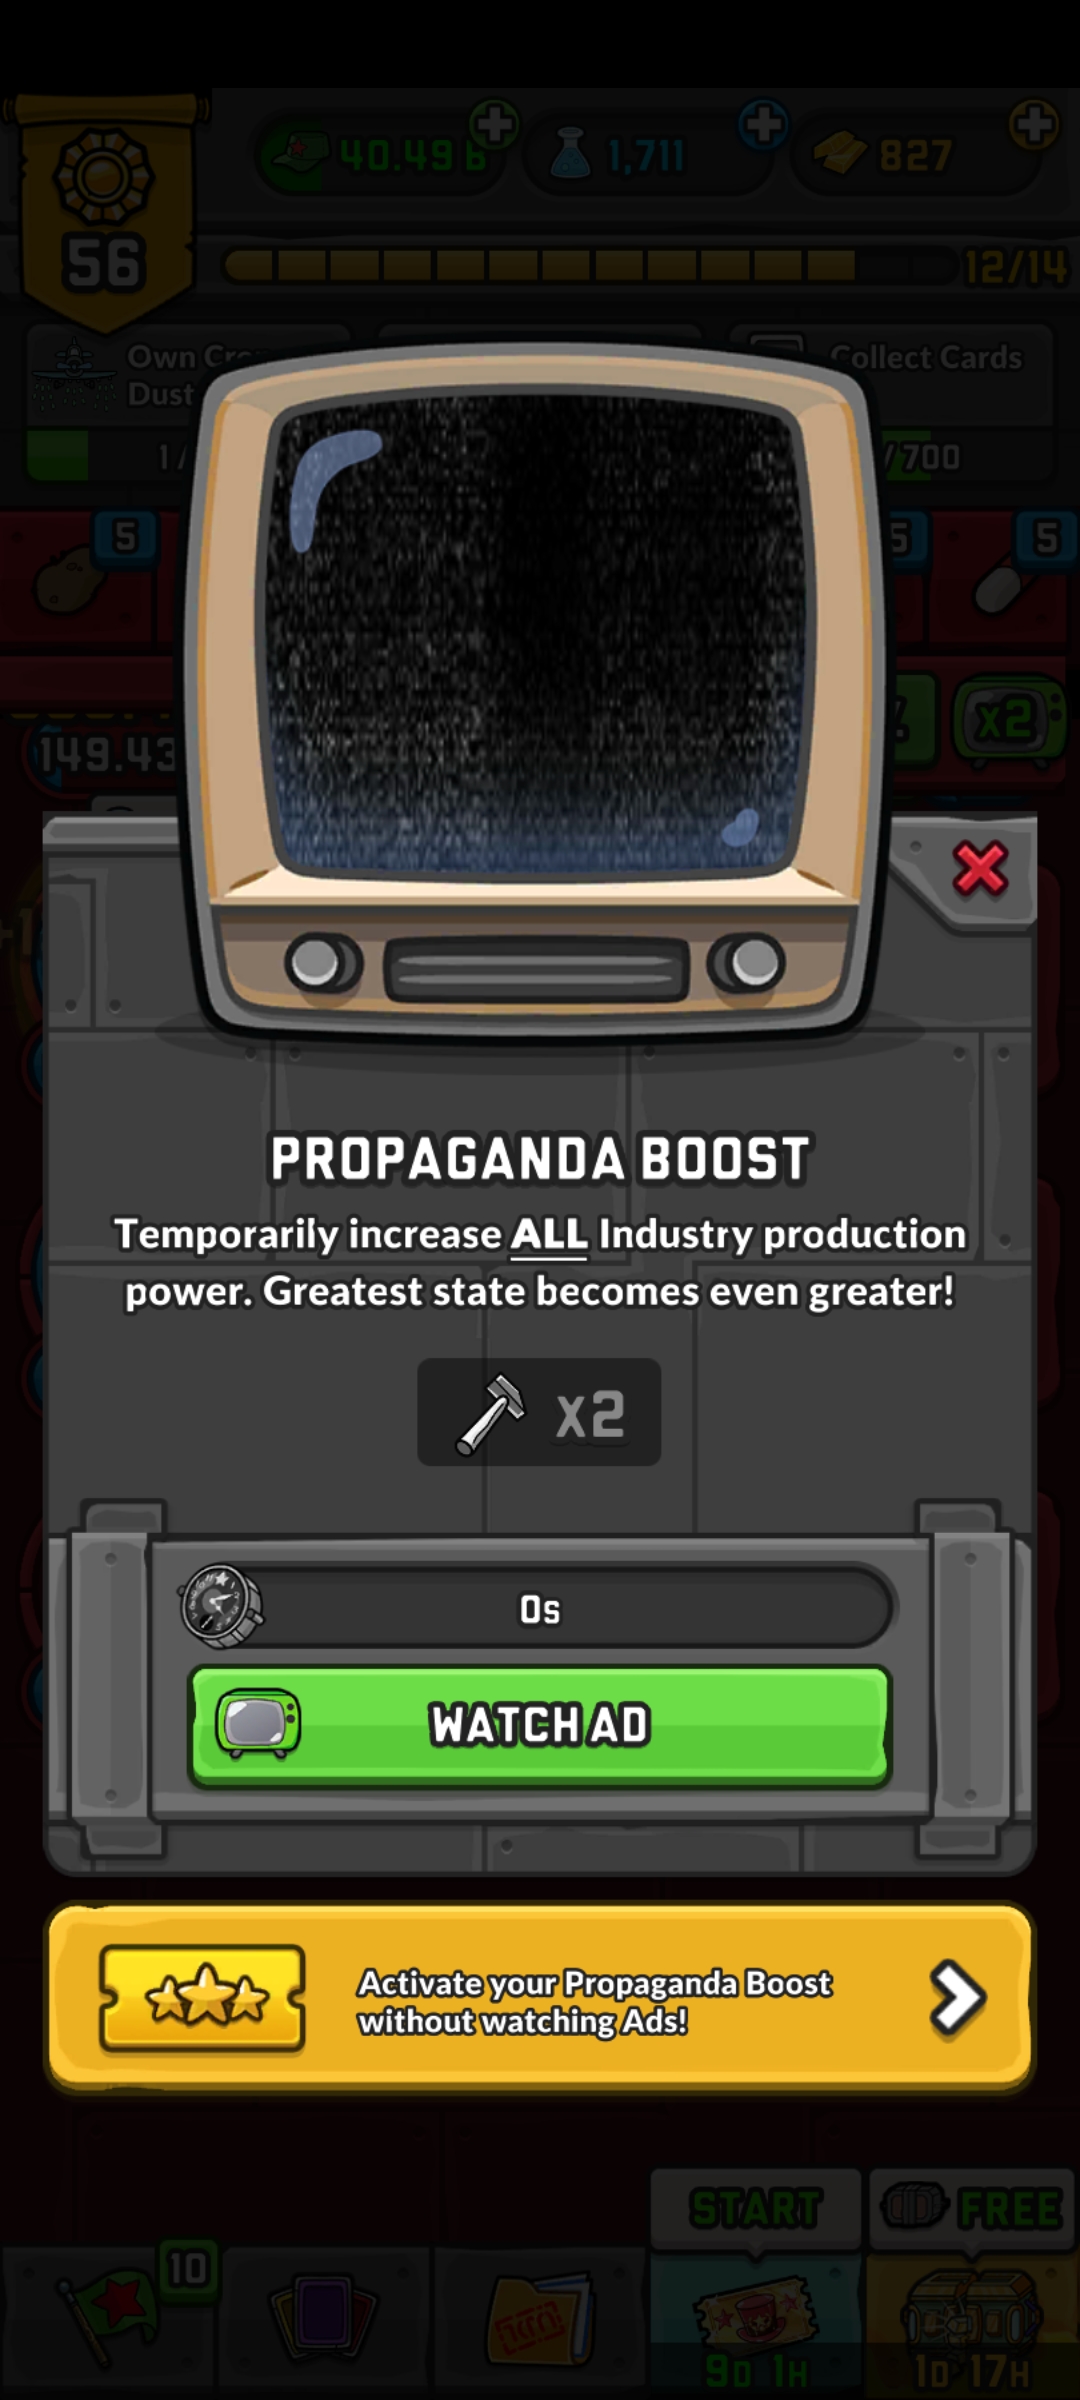 40.49 B
1,711
827
56
12/14
Own Cro
Dust
Collect Cards
1/
/700
5
5
5
149.43
%
x2
PROPAGANDA BOOST
Temporarily increase ALL Industry production
power. Greatest state becomes even greater!
x2
0s
WATCH AD
Activate your Propaganda Boost
without watching Ads!
START
FREE
10
9D 1H
1D 17H